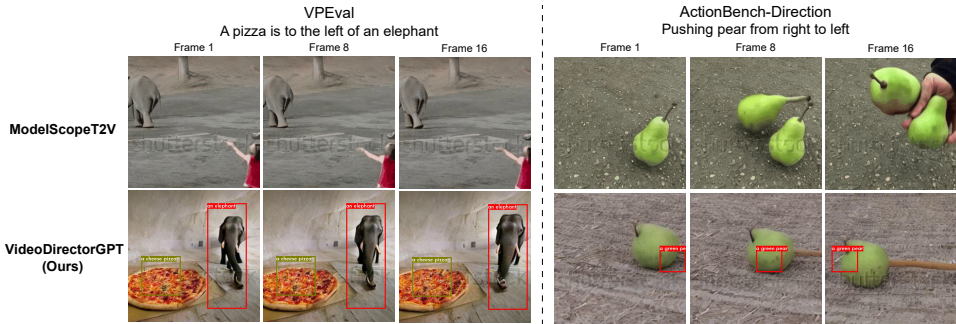 VPEval
A pizza is to the left of an elephant
Frame 1
Frame 8
Frame 16
ActionBench-Direction
Pushing pear from right to left
Frame 1
Frame 8
Frame 16
ModelScopeT2V
shutterstock
VideoDirectorGPT
(Ours)
an elephant
a cheese pizza
an elephant
a cheese pizza
an elephant
a cheese pizza
a green pea
a green pear
a green pear